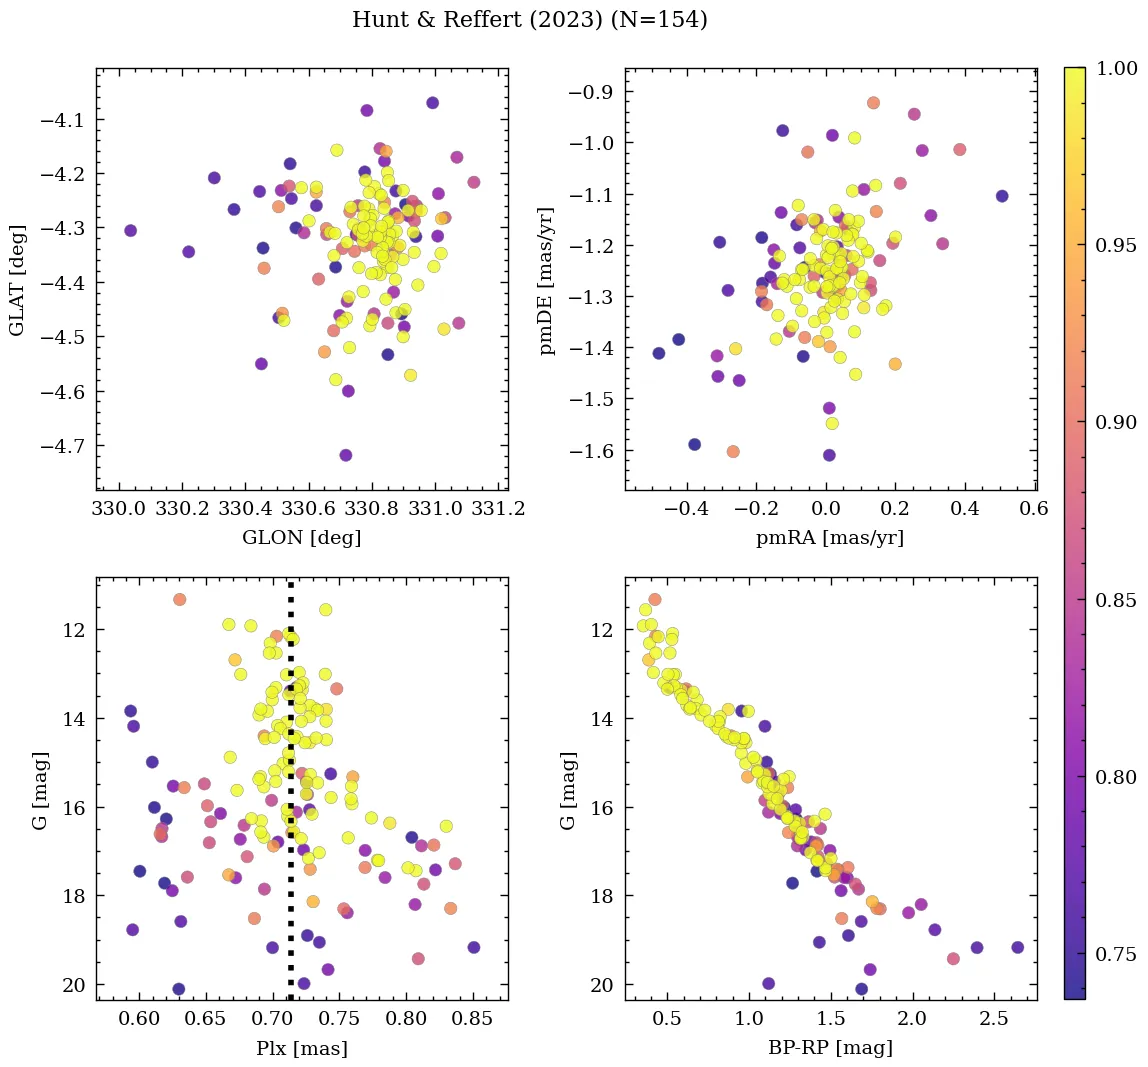 Hunt & Reffert (2023) (N=154)
−4.1
−4.2
−4.3
−4.4
−4.5
−4.6
−4.7
GLAT [deg]
330.0 330.2 330.4 330.6 330.8 331.0 331.2
GLON [deg]
−0.9
−1.0
−1.1
−1.2
−1.3
−1.4
−1.5
−1.6
pmDE [mas/yr]
−0.4 −0.2 0.0 0.2 0.4 0.6
pmRA [mas/yr]
12
14
16
18
20
G [mag]
0.60 0.65 0.70 0.75 0.80 0.85
Plx [mas]
12
14
16
18
20
G [mag]
0.5 1.0 1.5 2.0 2.5
BP-RP [mag]
1.00
0.95
0.90
0.85
0.80
0.75